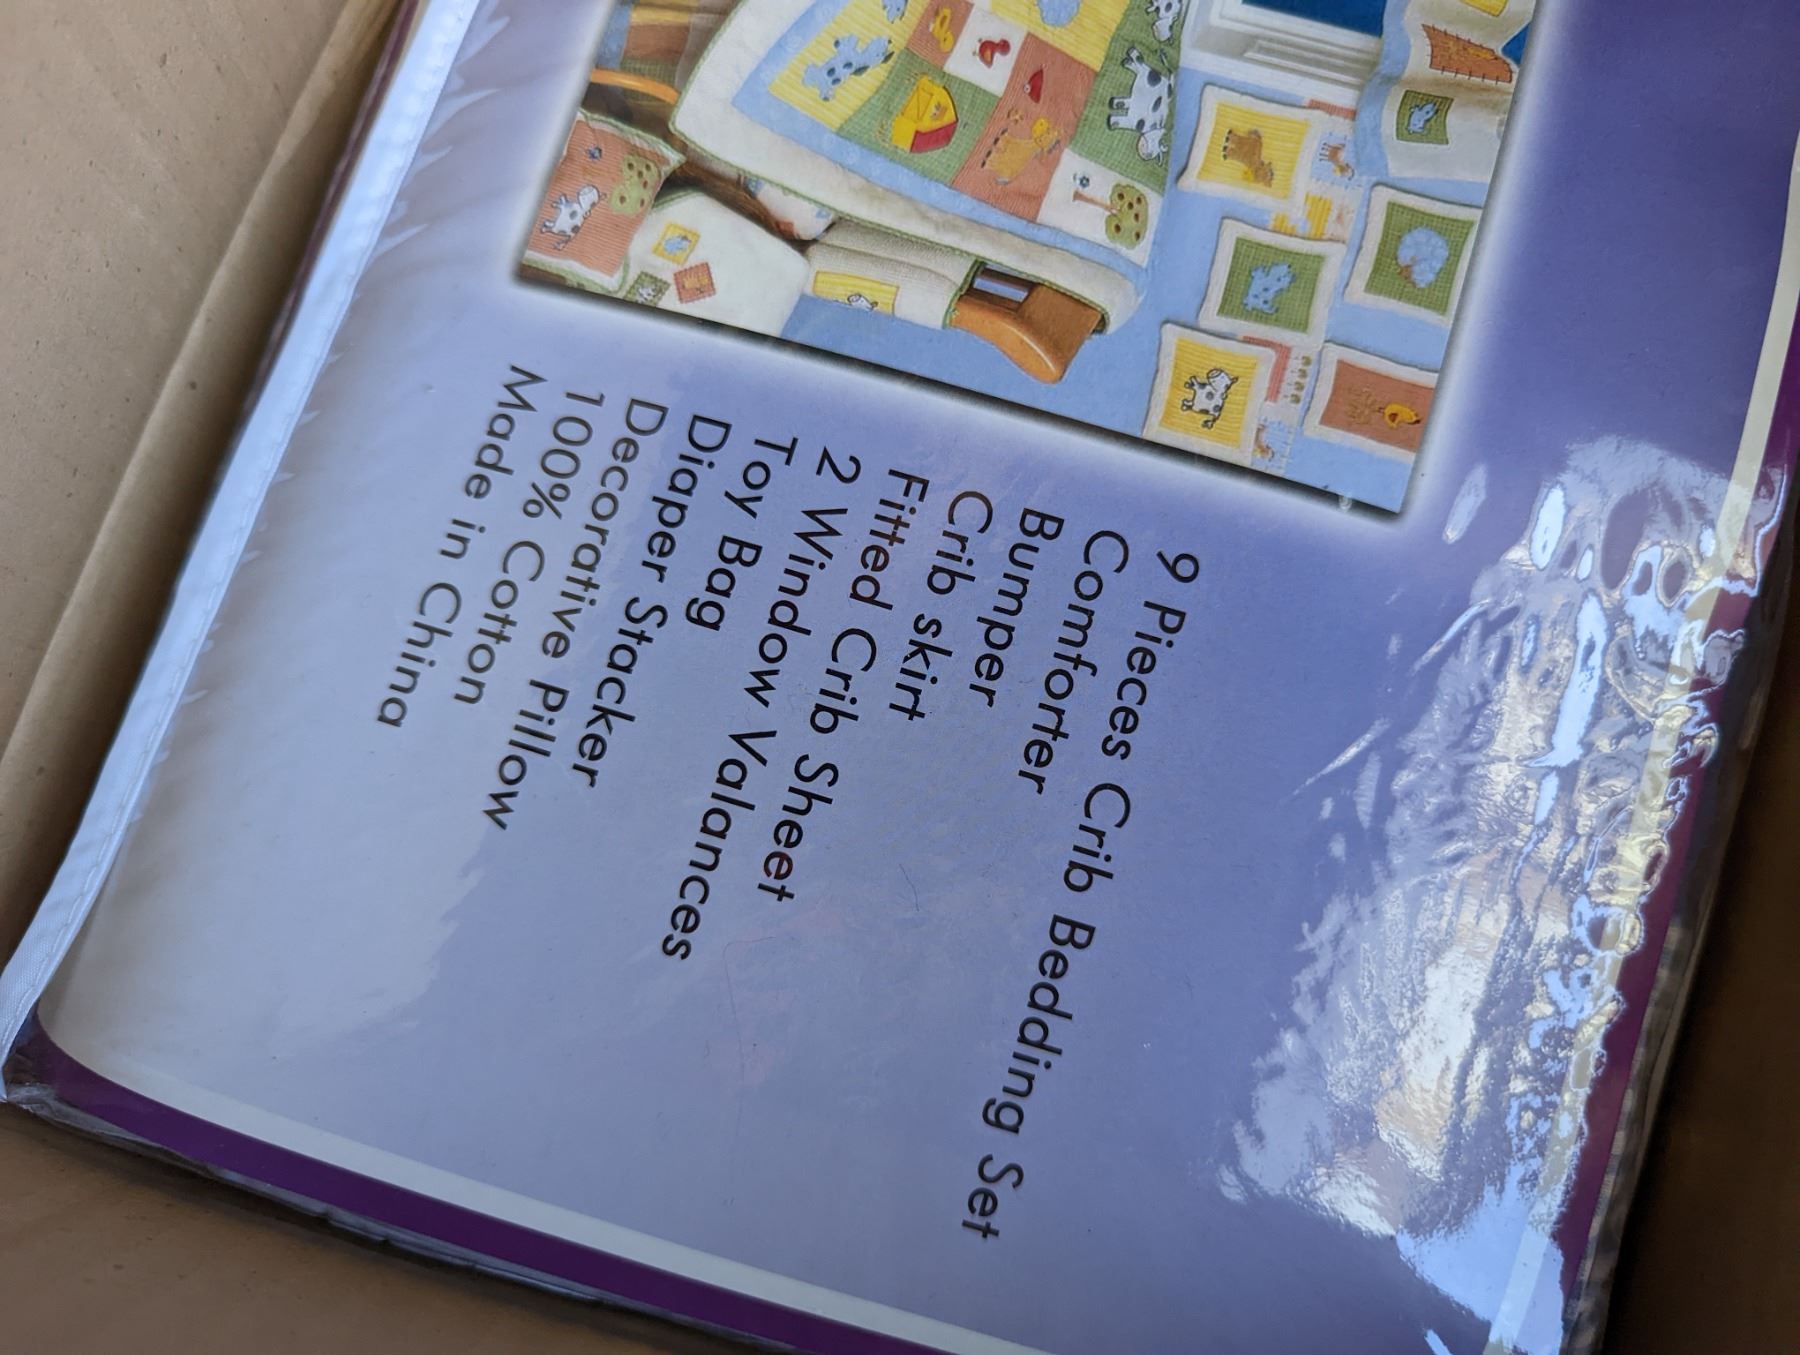 9 Pieces Crib Bedding Set
Comforter
Bumper
Crib skirt
Fitted Crib Sheet
2 Window Valances
Toy Bag
Diaper Stacker
Decorative Pilllow
100% Cotton
Made in China